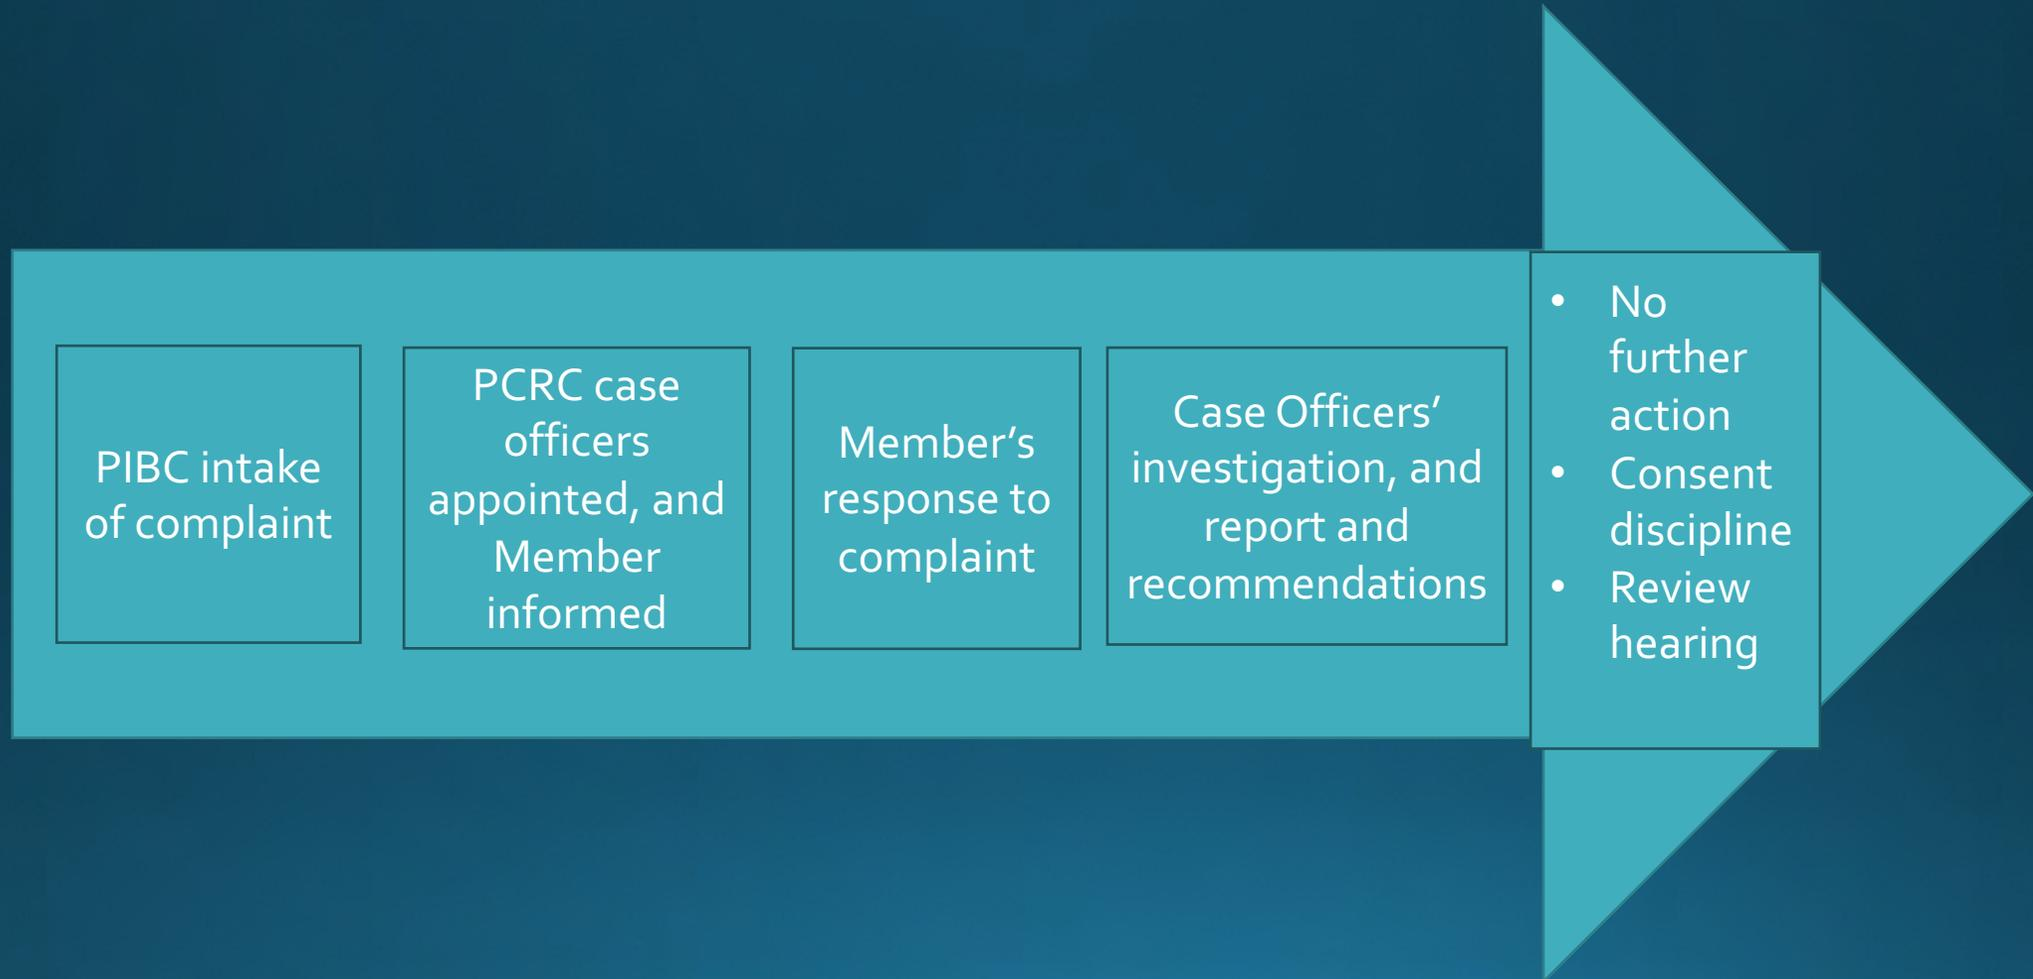 PIBC intake
of complaint
PCRC case
officers
appointed, and
Member
informed
Member’s
response to
complaint
Case Officers’
investigation, and
report and
recommendations
• No
further
action
• Consent
discipline
• Review
hearing